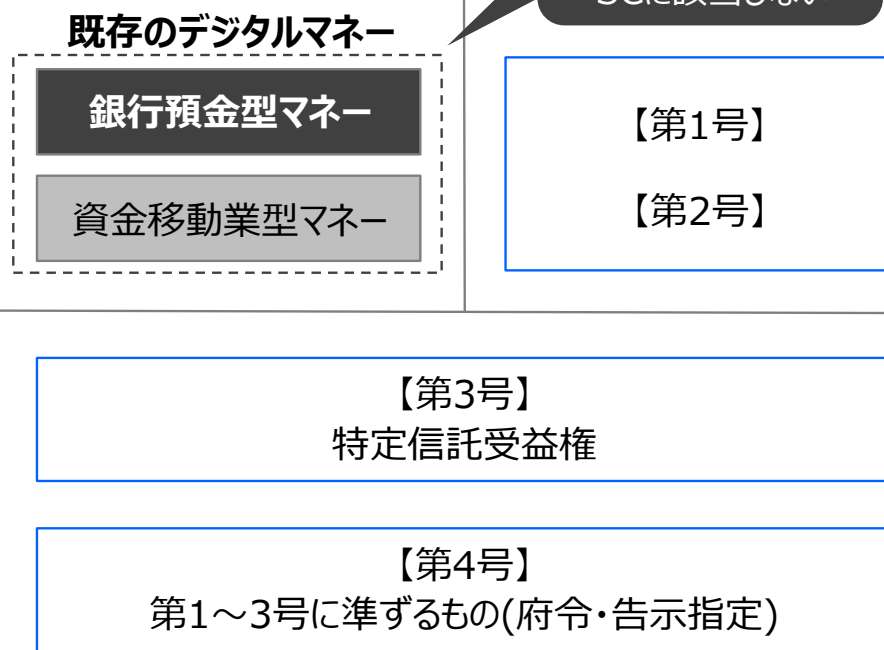 既存のデジタルマネー
銀行預金型マネー
資金移動業型マネー
【第1号】
【第2号】
【第3号】
特定信託受益権
【第4号】
第1～3号に準ずるもの(府令・告示指定)